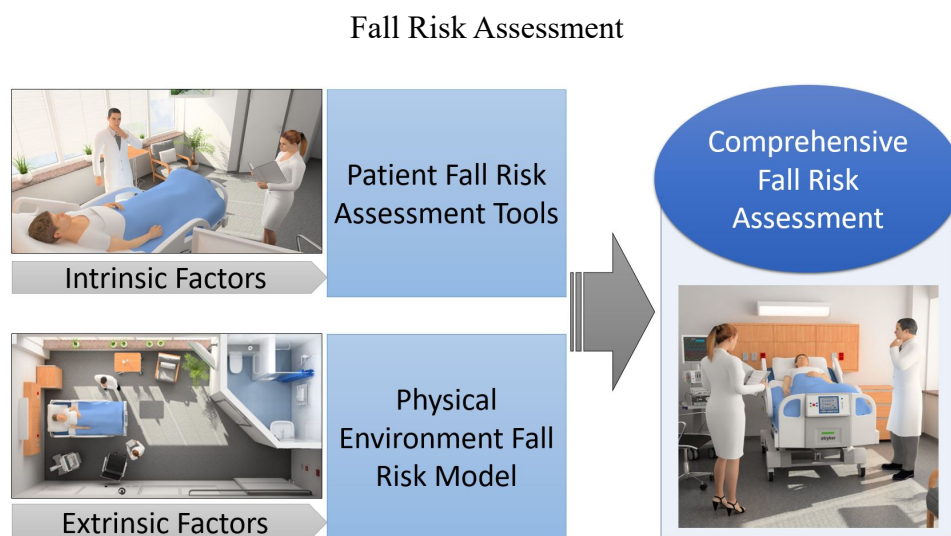 Fall Risk Assessment
Patient Fall Risk
Assessment Tools
Intrinsic Factors
Physical
Environment Fall
Risk Model
Extrinsic Factors
Comprehensive
Fall Risk
Assessment
stryker